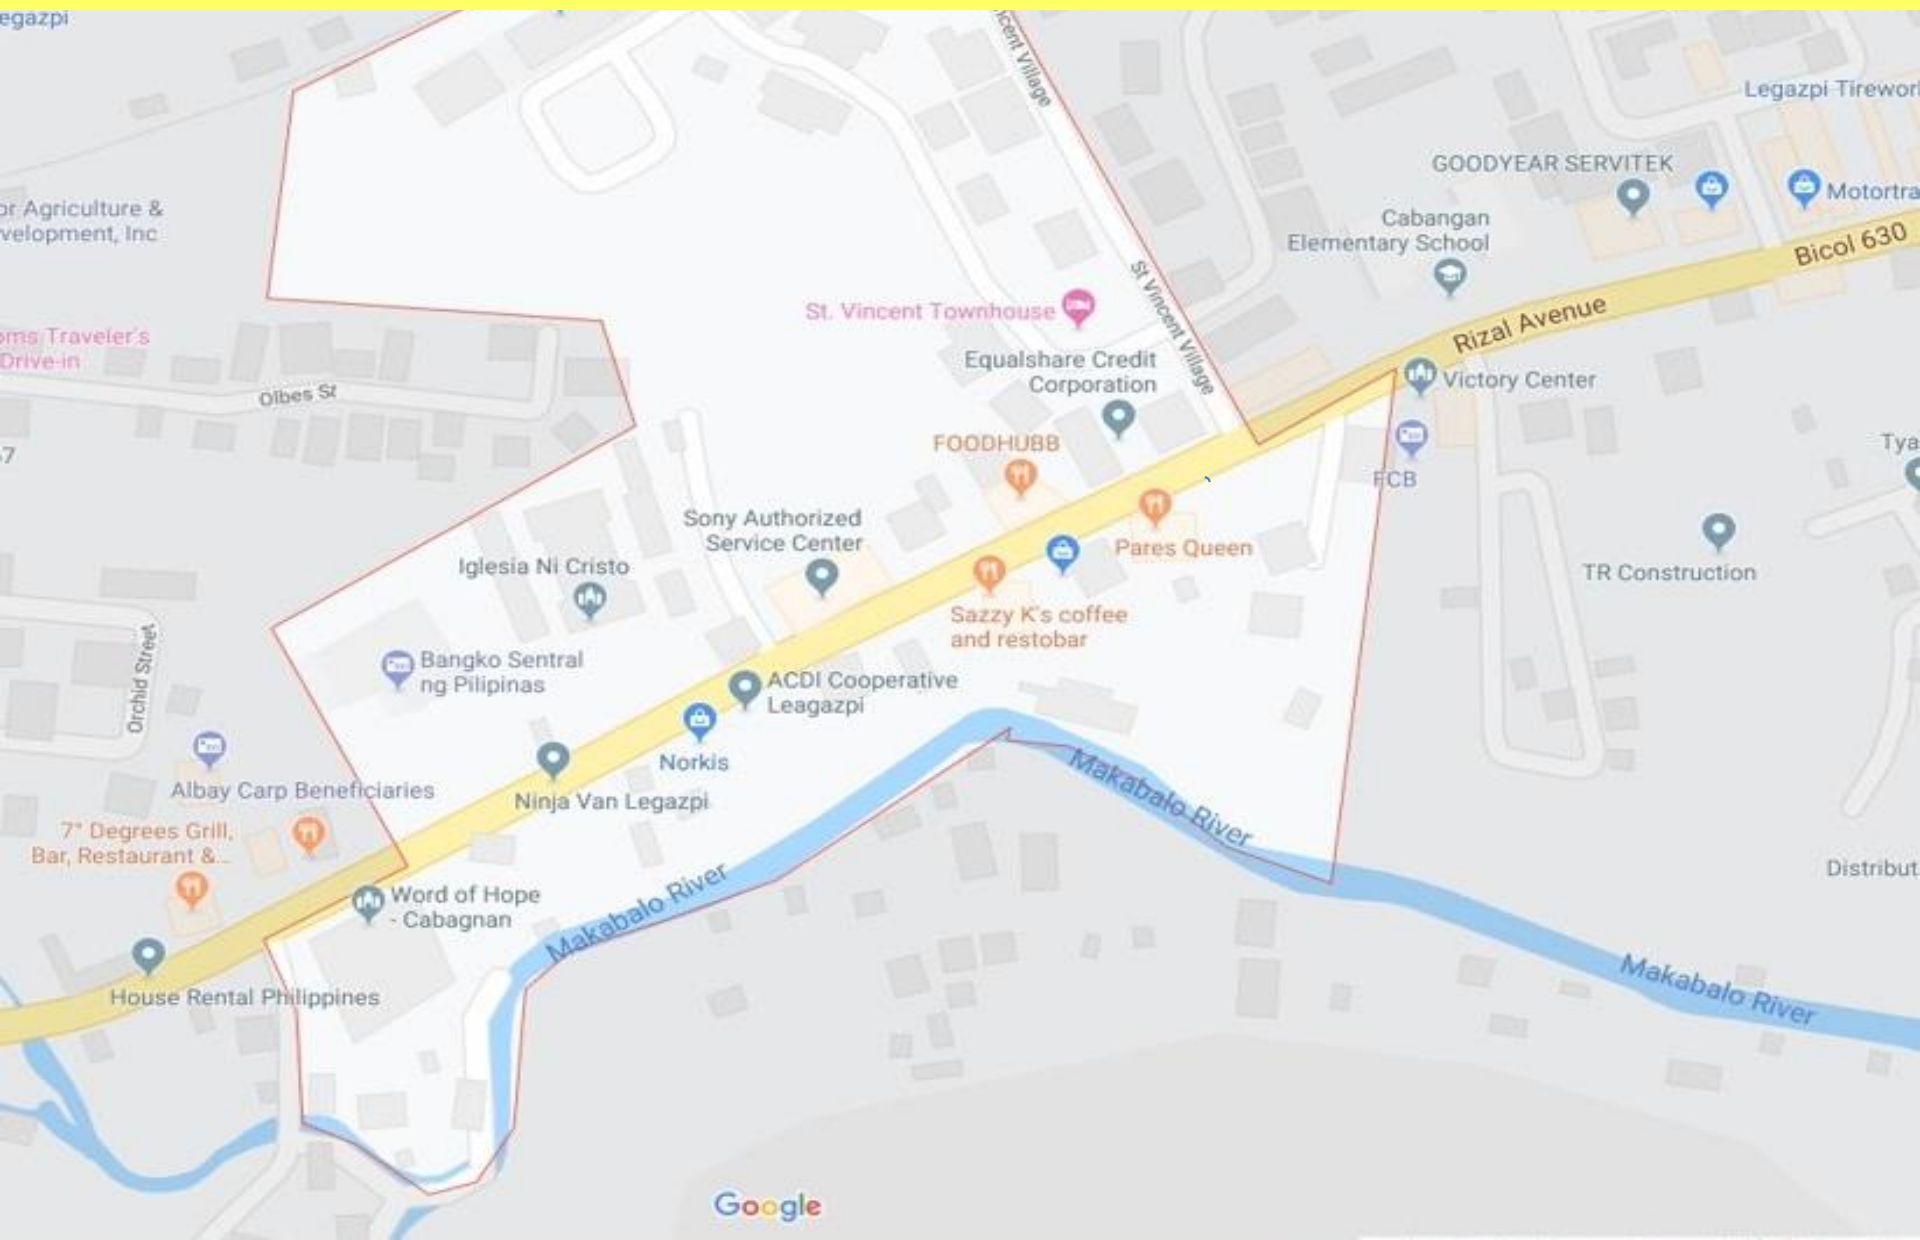 egazpi
icent Village
Legazpi Tirewor
GOODYEAR SERVITEK
Motortra
or Agriculture &
velopment, Inc
Cabangan
Elementary School
Bicol 630
St Vincent Village
St. Vincent Townhouse
Rizal Avenue
oms Traveler's
Drive-in
Equalshare Credit
Corporation
Victory Center
Olbes St
FOODHUBB
Tya
FCB
Sony Authorized
Service Center
Pares Queen
Iglesia Ni Cristo
TR Construction
Sazzy K's coffee
and restobar
Orchid Street
Bangko Sentral
ng Pilipinas
ACDI Cooperative
Leagazpi
Norkis
Albay Carp Beneficiaries
Ninja Van Legazpi
Makabalo River
7° Degrees Grill,
Bar, Restaurant &...
Distribut
Word of Hope
- Cabagnan
Makabalo River
House Rental Philippines
Makabalo River
Google